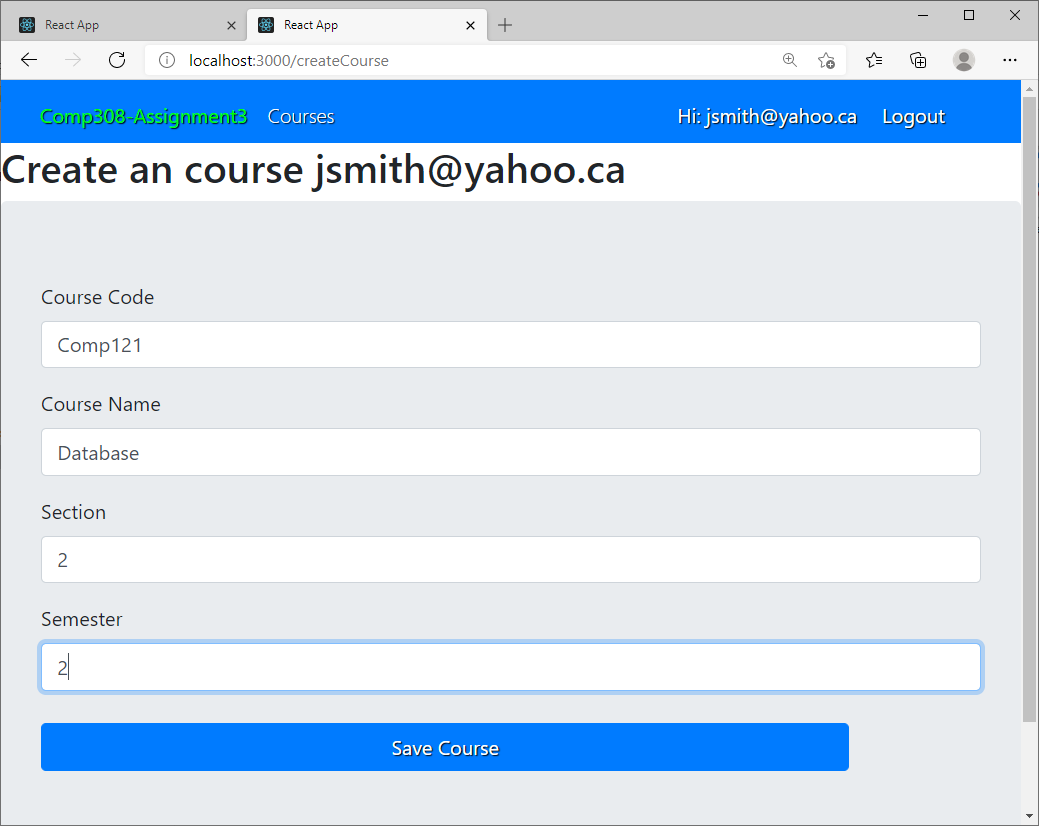 React App
React App
localhost:3000/createCourse
Comp308-Assignment3 Courses Hi: jsmith@yahoo.ca Logout
Create an course jsmith@yahoo.ca
Course Code
Comp121
Course Name
Database
Section
2
Semester
2
Save Course